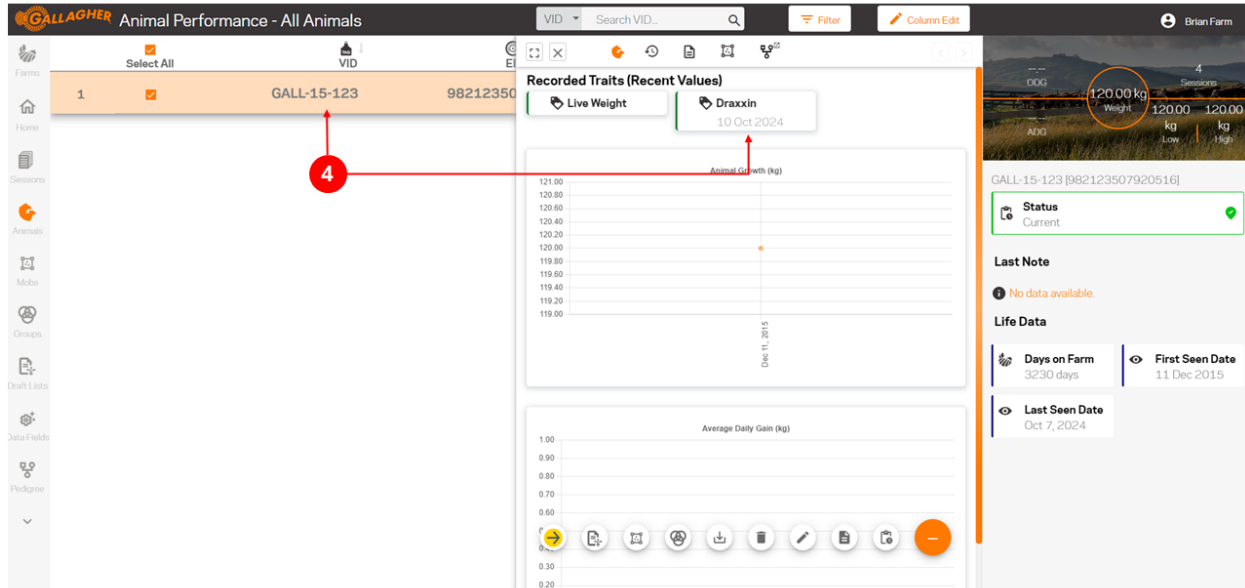 GALLAGHER Animal Performance - All Animals
VID
Search VID...
Filter
Column Edit
Brian Farm
Farms
Home
Sessions
Animals
Mobs
Groups
Draft Lists
Data Fields
Pedigree
Select All
VID
EI
1
GALL-15-123
98212350
4
Recorded Traits (Recent Values)
Live Weight
Draxxin
10 Oct 2024
Animal Growth (kg)
121.00
120.80
120.60
120.40
120.20
120.00
119.80
119.60
119.40
119.20
119.00
Dec 11, 2015
Average Daily Gain (kg)
1.00
0.90
0.80
0.70
0.60
0.30
0.20
--.--
ODG
--.--
ADG
120.00 kg
Weight
4
Sessions
120.00 kg
Low
120.00 kg
High
GALL-15-123 [982123507920516]
Status
Current
Last Note
No data available.
Life Data
Days on Farm
3230 days
First Seen Date
11 Dec 2015
Last Seen Date
Oct 7, 2024